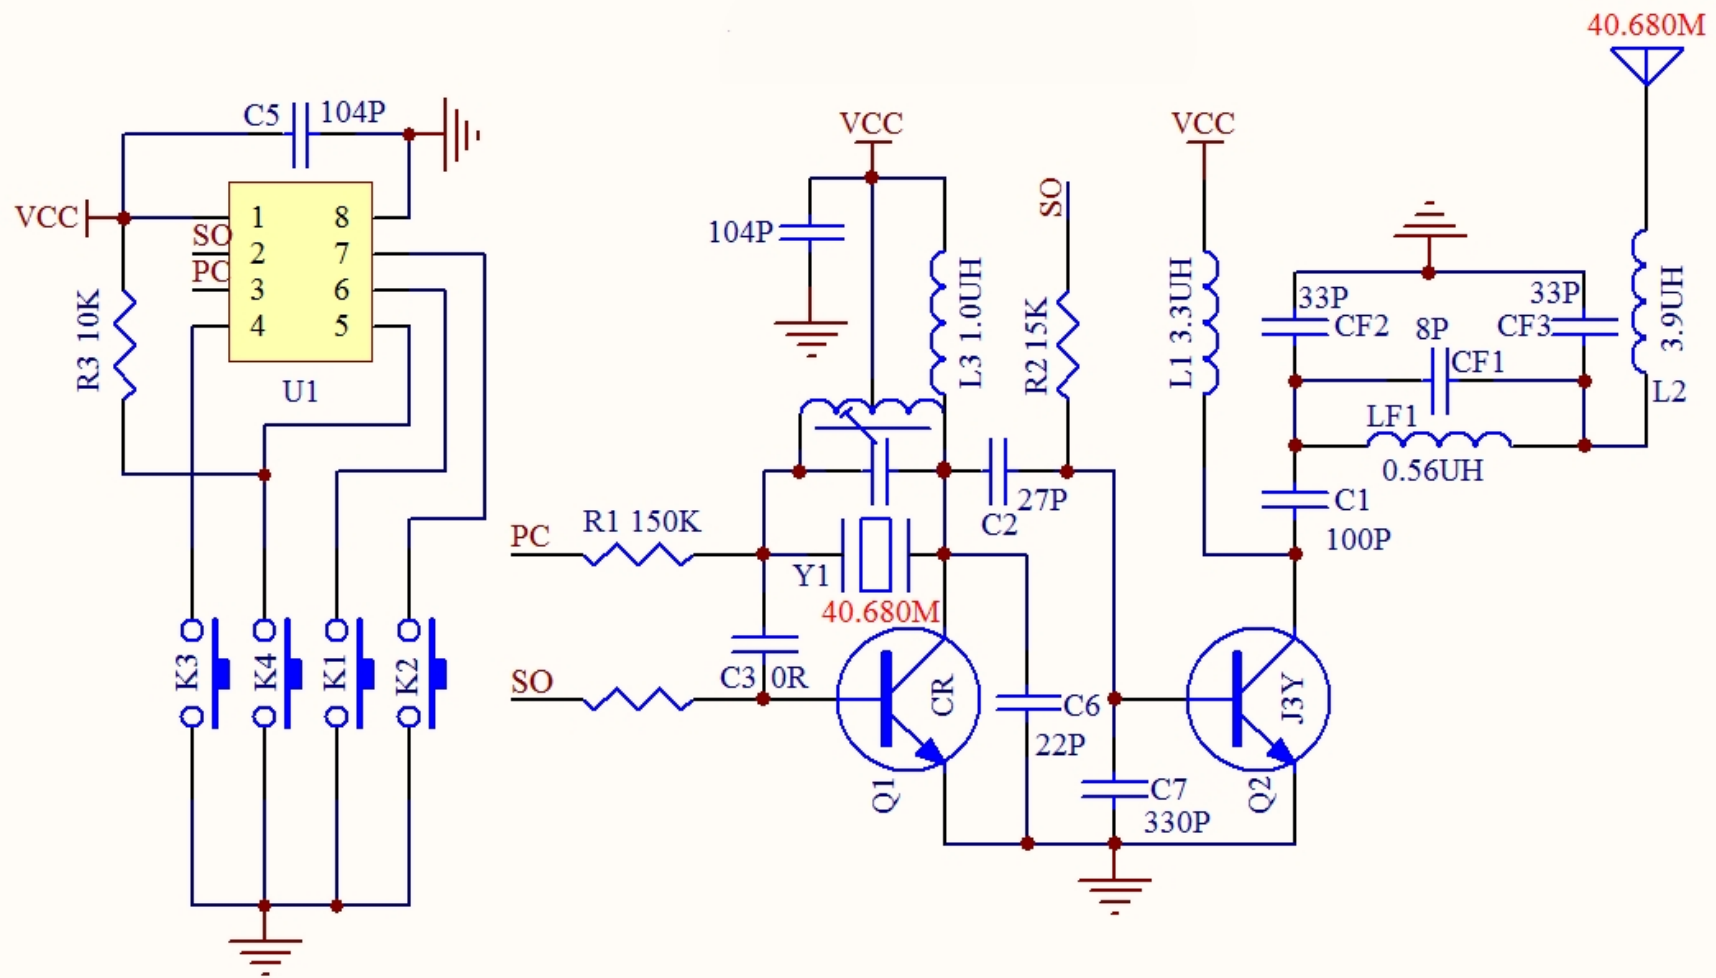 40.680M
C5 104P
VCC
VCC
VCC
SO
PC
1 8
2 7
3 6
4 5
U1
R3 10K
K3
K4
K1
K2
104P
L3 1.0UH
SO
R2 15K
L1 3.3UH
33P
CF2
33P
CF3
8P
CF1
LF1
0.56UH
3.9UH
L2
C1
100P
27P
C2
PC
R1 150K
Y1
40.680M
C3 0R
SO
CR
Q1
C6
22P
C7
330P
J3Y
Q2